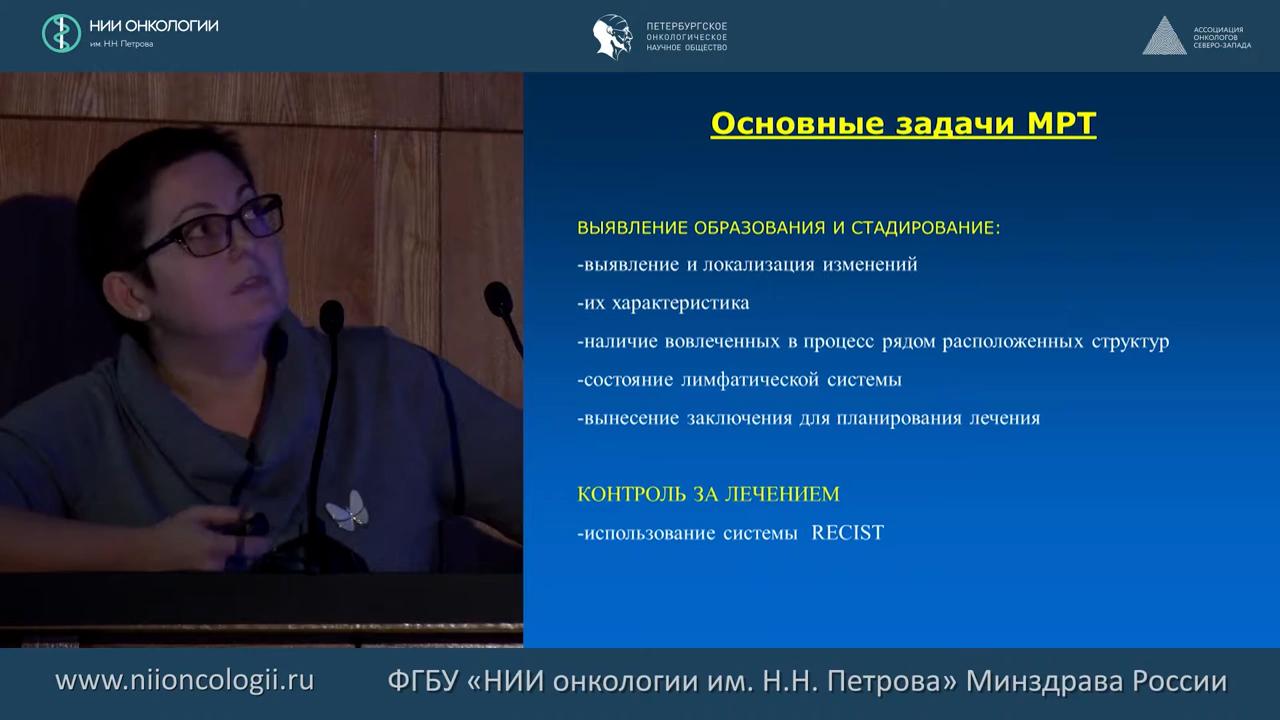 НИИ ОНКОЛОГИИ
им. Н.Н. Петрова
ПЕТЕРБУРГСКОЕ
ОНКОЛОГИЧЕСКОЕ
НАУЧНОЕ ОБЩЕСТВО
АССОЦИАЦИЯ
ОНКОЛОГОВ
СЕВЕРО-ЗАПАДА
Основные задачи МРТ
ВЫЯВЛЕНИЕ ОБРАЗОВАНИЯ И СТАДИРОВАНИЕ:
-выявление и локализация изменений
-их характеристика
-наличие вовлеченных в процесс рядом расположенных структур
-состояние лимфатической системы
-вынесение заключения для планирования лечения
КОНТРОЛЬ ЗА ЛЕЧЕНИЕМ
-использование системы RECIST
www.niioncologii.ru
ФГБУ «НИИ онкологии им. Н.Н. Петрова» Минздрава России